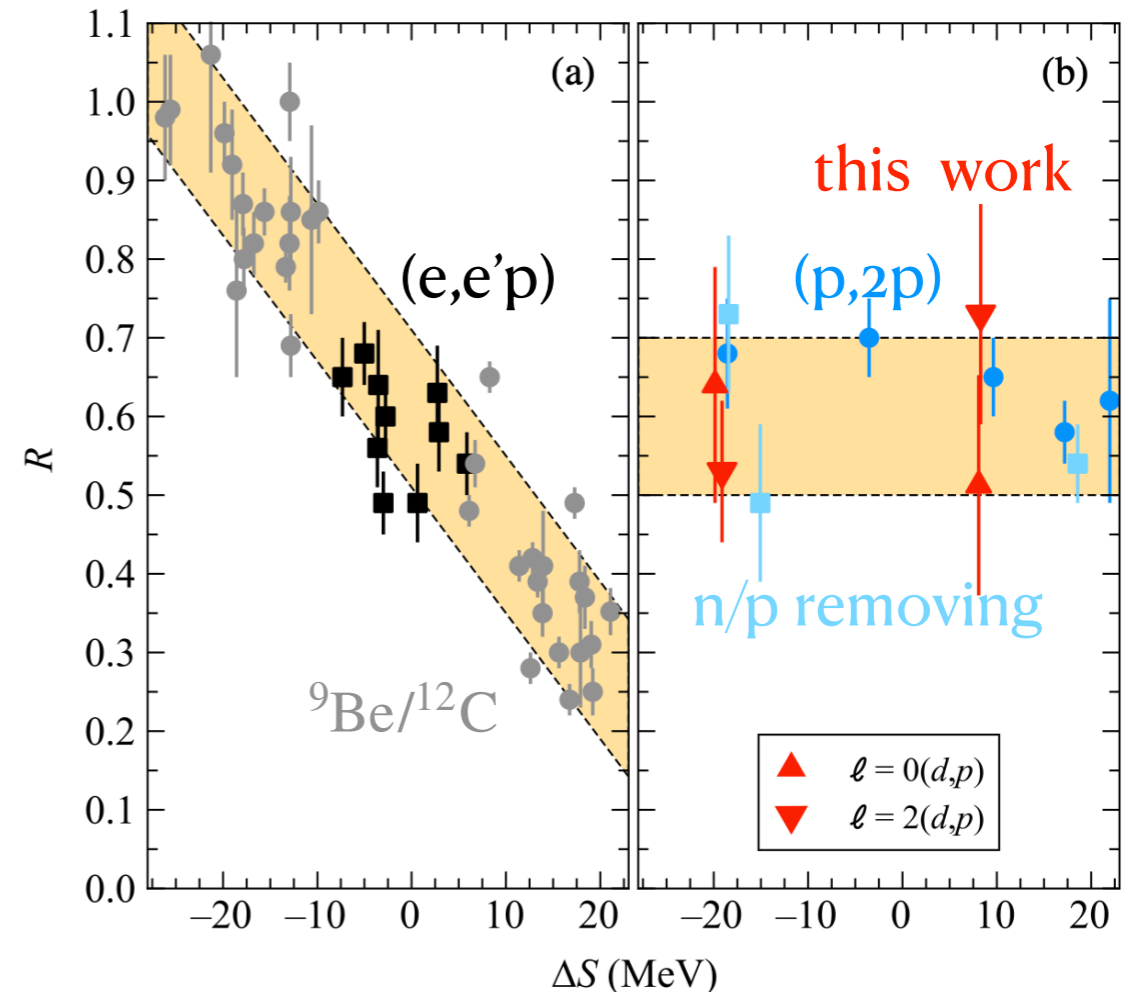 1.1
1.0
0.9
0.8
0.7
0.6
0.5
0.4
0.3
0.2
0.1
0.0
R
(a)
(e,e’p)
⁹Be/¹²C
−20 −10 0 10 20
(b)
this work
(p,2p)
n/p removing
ℓ = 0(d,p)
ℓ = 2(d,p)
−20 −10 0 10 20
ΔS (MeV)